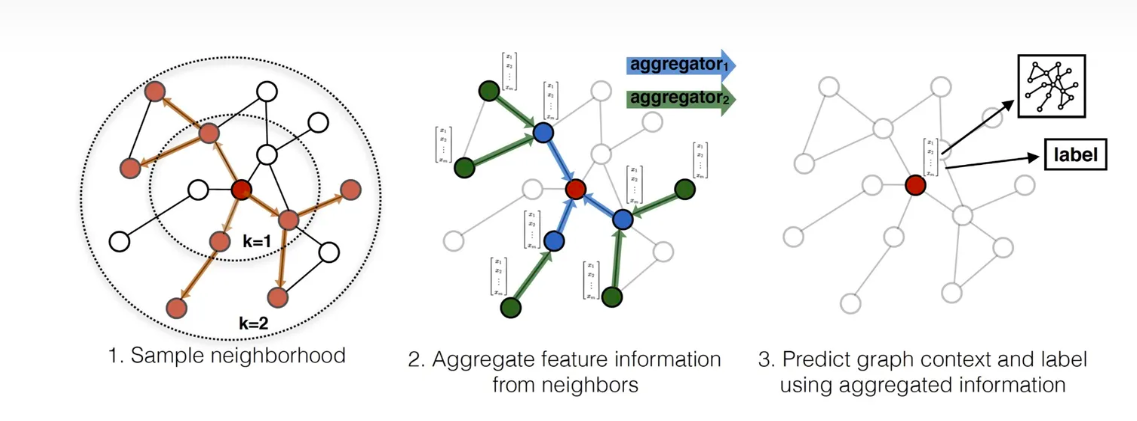 aggregator1
aggregator2
label
k=1
k=2
1. Sample neighborhood
2. Aggregate feature information
from neighbors
3. Predict graph context and label
using aggregated information